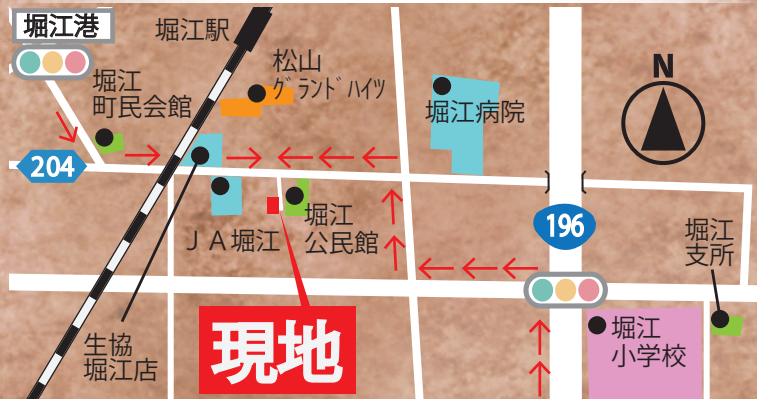 堀江港
堀江駅
松山
グランドハイツ
堀江
町民会館
堀江病院
N
204
196
ＪＡ堀江
堀江
公民館
堀江
支所
現地
生協
堀江店
堀江
小学校